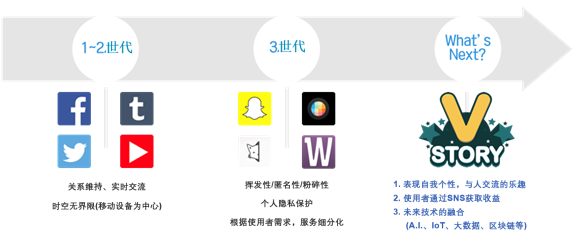 1~2.世代
3.世代
What's
Next?
f
t
W
V
STORY
关系维持、实时交流
时空无界限(移动设备为中心)
挥发性/匿名性/粉碎性
个人隐私保护
根据使用者需求，服务细分化
1. 表现自我个性，与人交流的乐趣
2. 使用者通过SNS获取收益
3. 未来技术的融合
(A.I.、IoT、大数据、区块链等)